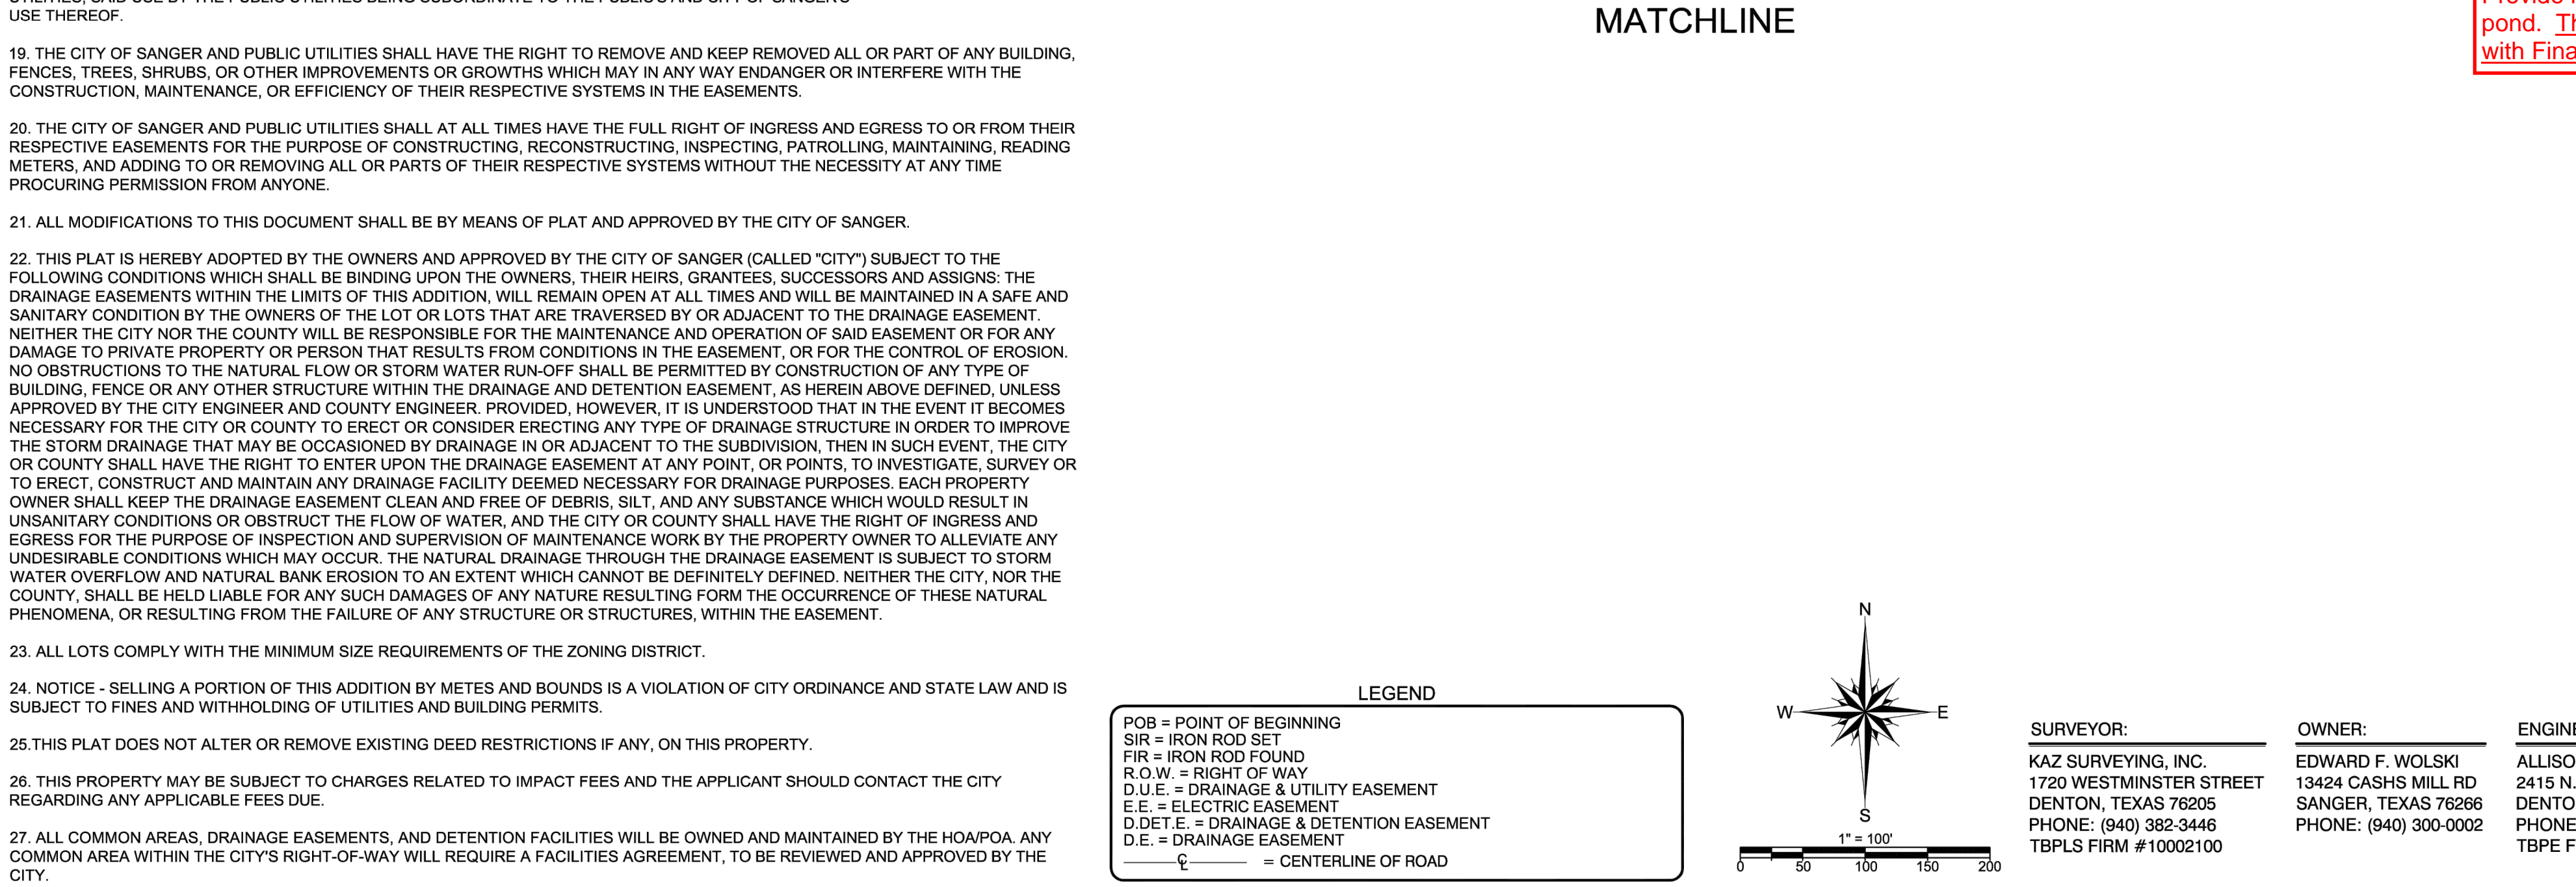 USE THEREOF.
19. THE CITY OF SANGER AND PUBLIC UTILITIES SHALL HAVE THE RIGHT TO REMOVE AND KEEP REMOVED ALL OR PART OF ANY BUILDING,
FENCES, TREES, SHRUBS, OR OTHER IMPROVEMENTS OR GROWTHS WHICH MAY IN ANY WAY ENDANGER OR INTERFERE WITH THE
CONSTRUCTION, MAINTENANCE, OR EFFICIENCY OF THEIR RESPECTIVE SYSTEMS IN THE EASEMENTS.
20. THE CITY OF SANGER AND PUBLIC UTILITIES SHALL AT ALL TIMES HAVE THE FULL RIGHT OF INGRESS AND EGRESS TO OR FROM THEIR
RESPECTIVE EASEMENTS FOR THE PURPOSE OF CONSTRUCTING, RECONSTRUCTING, INSPECTING, PATROLLING, MAINTAINING, READING
METERS, AND ADDING TO OR REMOVING ALL OR PARTS OF THEIR RESPECTIVE SYSTEMS WITHOUT THE NECESSITY AT ANY TIME
PROCURING PERMISSION FROM ANYONE.
21. ALL MODIFICATIONS TO THIS DOCUMENT SHALL BE BY MEANS OF PLAT AND APPROVED BY THE CITY OF SANGER.
22. THIS PLAT IS HEREBY ADOPTED BY THE OWNERS AND APPROVED BY THE CITY OF SANGER (CALLED "CITY") SUBJECT TO THE
FOLLOWING CONDITIONS WHICH SHALL BE BINDING UPON THE OWNERS, THEIR HEIRS, GRANTEES, SUCCESSORS AND ASSIGNS: THE
DRAINAGE EASEMENTS WITHIN THE LIMITS OF THIS ADDITION, WILL REMAIN OPEN AT ALL TIMES AND WILL BE MAINTAINED IN A SAFE AND
SANITARY CONDITION BY THE OWNERS OF THE LOT OR LOTS THAT ARE TRAVERSED BY OR ADJACENT TO THE DRAINAGE EASEMENT.
NEITHER THE CITY NOR THE COUNTY WILL BE RESPONSIBLE FOR THE MAINTENANCE AND OPERATION OF SAID EASEMENT OR FOR ANY
DAMAGE TO PRIVATE PROPERTY OR PERSON THAT RESULTS FROM CONDITIONS IN THE EASEMENT, OR FOR THE CONTROL OF EROSION.
NO OBSTRUCTIONS TO THE NATURAL FLOW OR STORM WATER RUN-OFF SHALL BE PERMITTED BY CONSTRUCTION OF ANY TYPE OF
BUILDING, FENCE OR ANY OTHER STRUCTURE WITHIN THE DRAINAGE AND DETENTION EASEMENT, AS HEREIN ABOVE DEFINED, UNLESS
APPROVED BY THE CITY ENGINEER AND COUNTY ENGINEER. PROVIDED, HOWEVER, IT IS UNDERSTOOD THAT IN THE EVENT IT BECOMES
NECESSARY FOR THE CITY OR COUNTY TO ERECT OR CONSIDER ERECTING ANY TYPE OF DRAINAGE STRUCTURE IN ORDER TO IMPROVE
THE STORM DRAINAGE THAT MAY BE OCCASIONED BY DRAINAGE IN OR ADJACENT TO THE SUBDIVISION, THEN IN SUCH EVENT, THE CITY
OR COUNTY SHALL HAVE THE RIGHT TO ENTER UPON THE DRAINAGE EASEMENT AT ANY POINT, OR POINTS, TO INVESTIGATE, SURVEY OR
TO ERECT, CONSTRUCT AND MAINTAIN ANY DRAINAGE FACILITY DEEMED NECESSARY FOR DRAINAGE PURPOSES. EACH PROPERTY
OWNER SHALL KEEP THE DRAINAGE EASEMENT CLEAN AND FREE OF DEBRIS, SILT, AND ANY SUBSTANCE WHICH WOULD RESULT IN
UNSANITARY CONDITIONS OR OBSTRUCT THE FLOW OF WATER, AND THE CITY OR COUNTY SHALL HAVE THE RIGHT OF INGRESS AND
EGRESS FOR THE PURPOSE OF INSPECTION AND SUPERVISION OF MAINTENANCE WORK BY THE PROPERTY OWNER TO ALLEVIATE ANY
UNDESIRABLE CONDITIONS WHICH MAY OCCUR. THE NATURAL DRAINAGE THROUGH THE DRAINAGE EASEMENT IS SUBJECT TO STORM
WATER OVERFLOW AND NATURAL BANK EROSION TO AN EXTENT WHICH CANNOT BE DEFINITELY DEFINED. NEITHER THE CITY, NOR THE
COUNTY, SHALL BE HELD LIABLE FOR ANY SUCH DAMAGES OF ANY NATURE RESULTING FORM THE OCCURRENCE OF THESE NATURAL
PHENOMENA, OR RESULTING FROM THE FAILURE OF ANY STRUCTURE OR STRUCTURES, WITHIN THE EASEMENT.
23. ALL LOTS COMPLY WITH THE MINIMUM SIZE REQUIREMENTS OF THE ZONING DISTRICT.
24. NOTICE - SELLING A PORTION OF THIS ADDITION BY METES AND BOUNDS IS A VIOLATION OF CITY ORDINANCE AND STATE LAW AND IS
SUBJECT TO FINES AND WITHHOLDING OF UTILITIES AND BUILDING PERMITS.
25.THIS PLAT DOES NOT ALTER OR REMOVE EXISTING DEED RESTRICTIONS IF ANY, ON THIS PROPERTY.
26. THIS PROPERTY MAY BE SUBJECT TO CHARGES RELATED TO IMPACT FEES AND THE APPLICANT SHOULD CONTACT THE CITY
REGARDING ANY APPLICABLE FEES DUE.
27. ALL COMMON AREAS, DRAINAGE EASEMENTS, AND DETENTION FACILITIES WILL BE OWNED AND MAINTAINED BY THE HOA/POA. ANY
COMMON AREA WITHIN THE CITY'S RIGHT-OF-WAY WILL REQUIRE A FACILITIES AGREEMENT, TO BE REVIEWED AND APPROVED BY THE
CITY.
MATCHLINE
pond. Th
with Fina
LEGEND
POB = POINT OF BEGINNING
SIR = IRON ROD SET
FIR = IRON ROD FOUND
R.O.W. = RIGHT OF WAY
D.U.E. = DRAINAGE & UTILITY EASEMENT
E.E. = ELECTRIC EASEMENT
D.DET.E. = DRAINAGE & DETENTION EASEMENT
D.E. = DRAINAGE EASEMENT
℄ = CENTERLINE OF ROAD
N
W E
S
1" = 100'
0 50 100 150 200
SURVEYOR:
KAZ SURVEYING, INC.
1720 WESTMINSTER STREET
DENTON, TEXAS 76205
PHONE: (940) 382-3446
TBPLS FIRM #10002100
OWNER:
EDWARD F. WOLSKI
13424 CASHS MILL RD
SANGER, TEXAS 76266
PHONE: (940) 300-0002
ENGINE
ALLISO
2415 N.
DENTO
PHONE
TBPE F